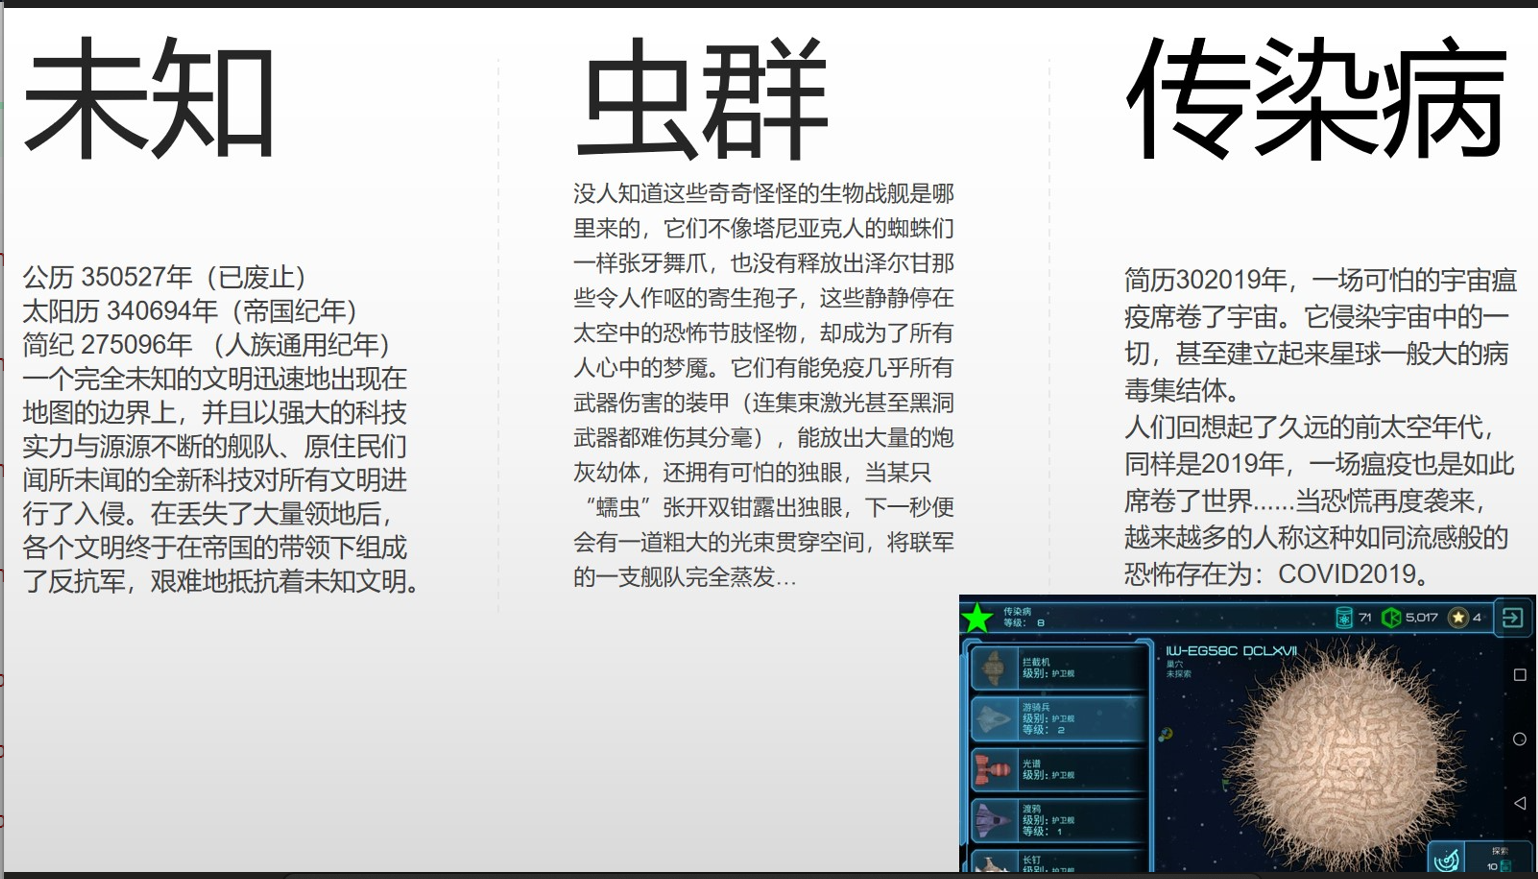 未知
公历 350527年（已废止）
太阳历 340694年（帝国纪年）
简纪 275096年 （人族通用纪年）
一个完全未知的文明迅速地出现在
地图的边界上，并且以强大的科技
实力与源源不断的舰队、原住民们
闻所未闻的全新科技对所有文明进
行了入侵。在丢失了大量领地后，
各个文明终于在帝国的带领下组成
了反抗军，艰难地抵抗着未知文明。
虫群
没人知道这些奇奇怪怪的生物战舰是哪
里来的，它们不像塔尼亚克人的蜘蛛们
一样张牙舞爪，也没有释放出泽尔甘那
些令人作呕的寄生孢子，这些静静停在
太空中的恐怖节肢怪物，却成为了所有
人心中的梦魇。它们有能免疫几乎所有
武器伤害的装甲（连集束激光甚至黑洞
武器都难伤其分毫），能放出大量的炮
灰幼体，还拥有可怕的独眼，当某只
“蠕虫”张开双钳露出独眼，下一秒便
会有一道粗大的光束贯穿空间，将联军
的一支舰队完全蒸发...
传染病
简历302019年，一场可怕的宇宙瘟
疫席卷了宇宙。它侵染宇宙中的一
切，甚至建立起来星球一般大的病
毒集结体。
人们回想起了久远的前太空年代，
同样是2019年，一场瘟疫也是如此
席卷了世界......当恐慌再度袭来，
越来越多的人称这种如同流感般的
恐怖存在为：COVID2019。
传染病
等级： 8
71
5,017
4
拦截机
级别：护卫舰
游骑兵
级别：护卫舰
等级： 2
光谱
级别：护卫舰
渡鸦
级别：护卫舰
等级： 1
长钉
级别：护卫舰
IW-EG58C DCLXVII
巢穴
未探索
探索
10